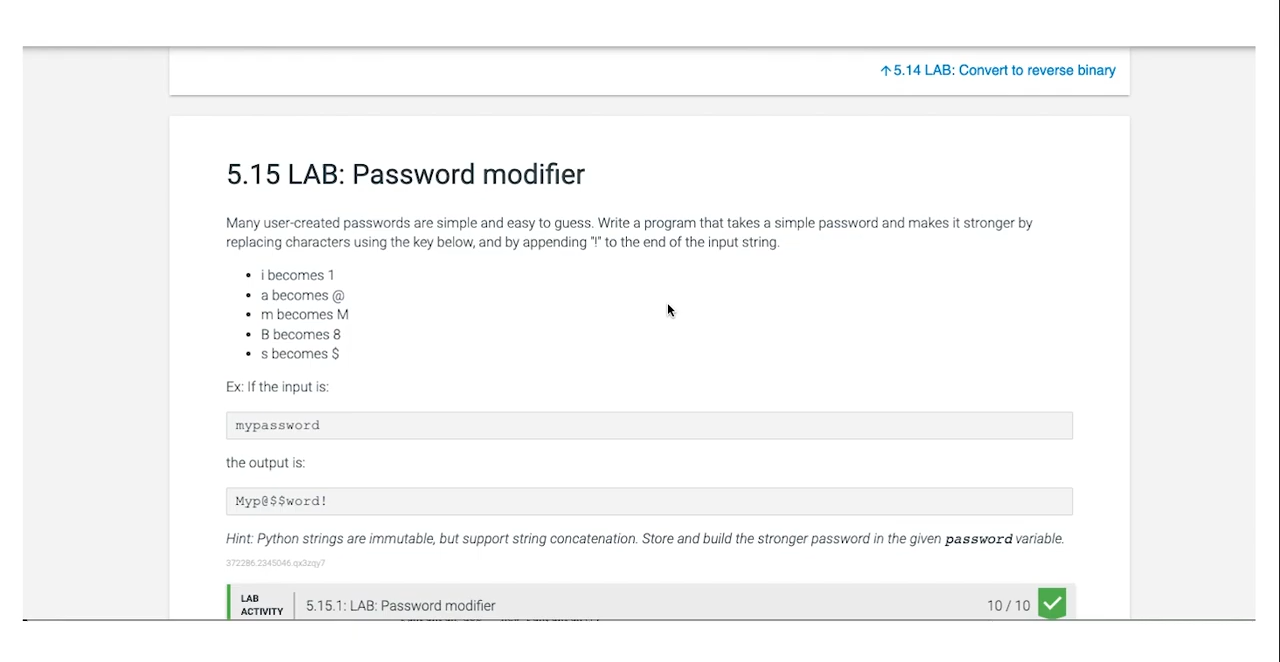 ↑5.14 LAB: Convert to reverse binary
5.15 LAB: Password modifier
Many user-created passwords are simple and easy to guess. Write a program that takes a simple password and makes it stronger by
replacing characters using the key below, and by appending "!" to the end of the input string.
• i becomes 1
• a becomes @
• m becomes M
• B becomes 8
• s becomes $
Ex: If the input is:
mypassword
the output is:
Myp@$$word!
Hint: Python strings are immutable, but support string concatenation. Store and build the stronger password in the given password variable.
372286.2345046.qx3zqy7
LAB
ACTIVITY
5.15.1: LAB: Password modifier
10 / 10